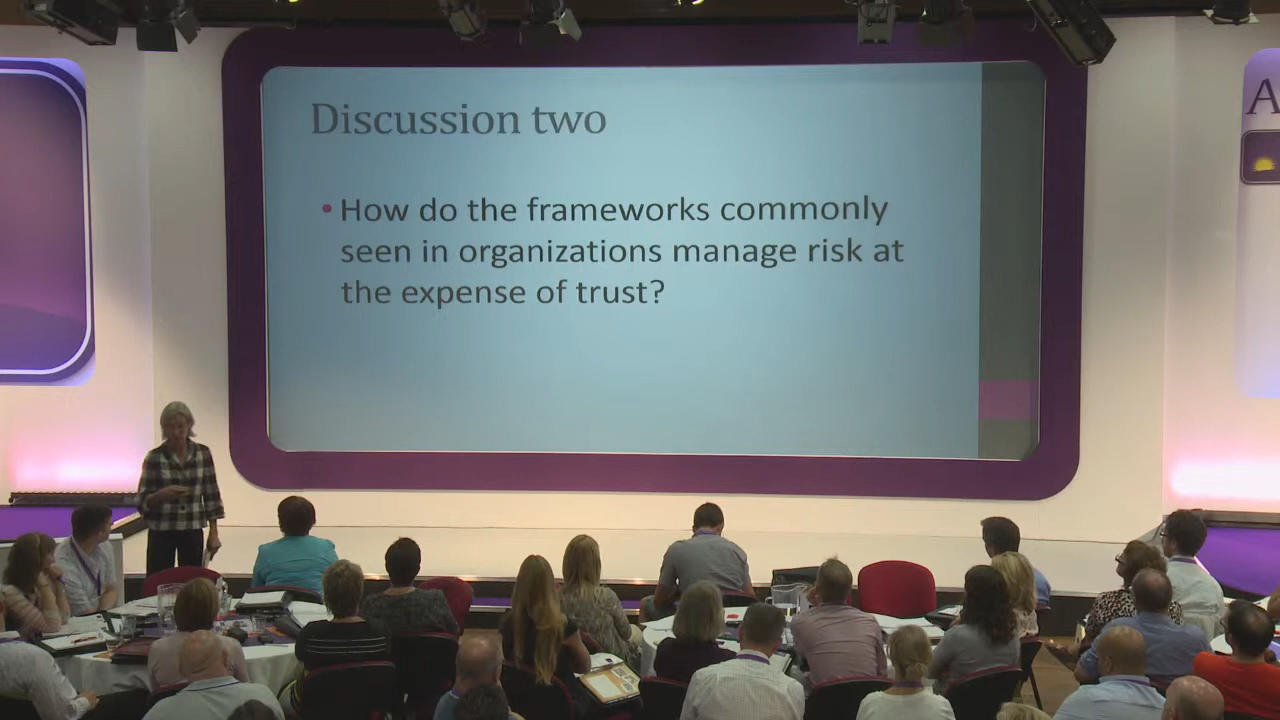 Discussion two
• How do the frameworks commonly
seen in organizations manage risk at
the expense of trust?
A